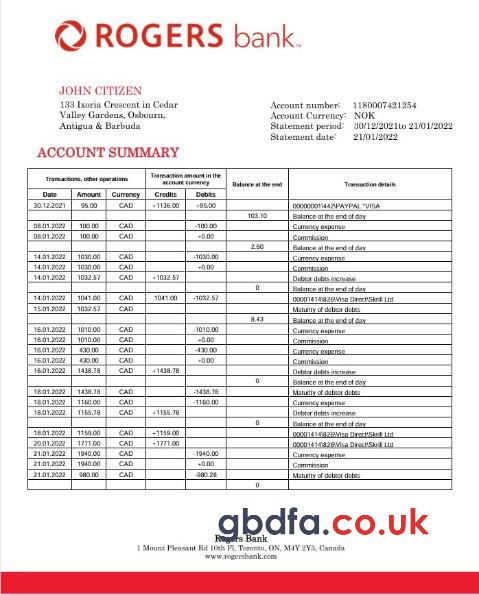 ROGERS bank™
JOHN CITIZEN
133 Ixoria Crescent in Cedar
Valley Gardens, Osbourn,
Antigua & Barbuda
Account number: 1180007421254
Account Currency: NOK
Statement period: 30/12/2021to 21/01/2022
Statement date: 21/01/2022
ACCOUNT SUMMARY
Transactions, other operations Transaction amount in the account currency Balance at the end Transaction details
Date Amount Currency Credits Debits
30.12.2021 95.00 CAD +1136.00 +95.00 00000001\442\PAYPAL *VISA
103.10 Balance at the end of day
08.01.2022 100.00 CAD -100.00 Currency expense
08.01.2022 100.00 CAD +0.00 Commission
2.60 Balance at the end of day
14.01.2022 1030.00 CAD -1030.00 Currency expense
14.01.2022 1030.00 CAD +0.00 Commission
14.01.2022 1032.57 CAD +1032.57 Debtor debts increase
0 Balance at the end of day
14.01.2022 1041.00 CAD 1041.00 -1032.57 00001414\826\Visa Direct\Skrill Ltd
15.01.2022 1032.57 CAD Maturity of debtor debts
8.43 Balance at the end of day
16.01.2022 1010.00 CAD -1010.00 Currency expense
16.01.2022 1010.00 CAD +0.00 Commission
16.01.2022 430.00 CAD -430.00 Currency expense
16.01.2022 430.00 CAD +0.00 Commission
16.01.2022 1438.78 CAD +1438.78 Debtor debts increase
0 Balance at the end of day
18.01.2022 1438.78 CAD -1438.78 Maturity of debtor debts
18.01.2022 1160.00 CAD -1160.00 Currency expense
18.01.2022 1155.78 CAD +1155.78 Debtor debts increase
0 Balance at the end of day
18.01.2022 1159.00 CAD +1159.00 00001414\826\Visa Direct\Skrill Ltd
20.01.2022 1771.00 CAD +1771.00 00001414\826\Visa Direct\Skrill Ltd
21.01.2022 1940.00 CAD -1940.00 Currency expense
21.01.2022 1940.00 CAD +0.00 Commission
21.01.2022 980.00 CAD -980.28 Maturity of debtor debts
0
gbdfa.co.uk
Rogers Bank
1 Mount Pleasant Rd 10th Fl, Toronto, ON, M4Y 2Y5, Canada
www.rogersbank.com